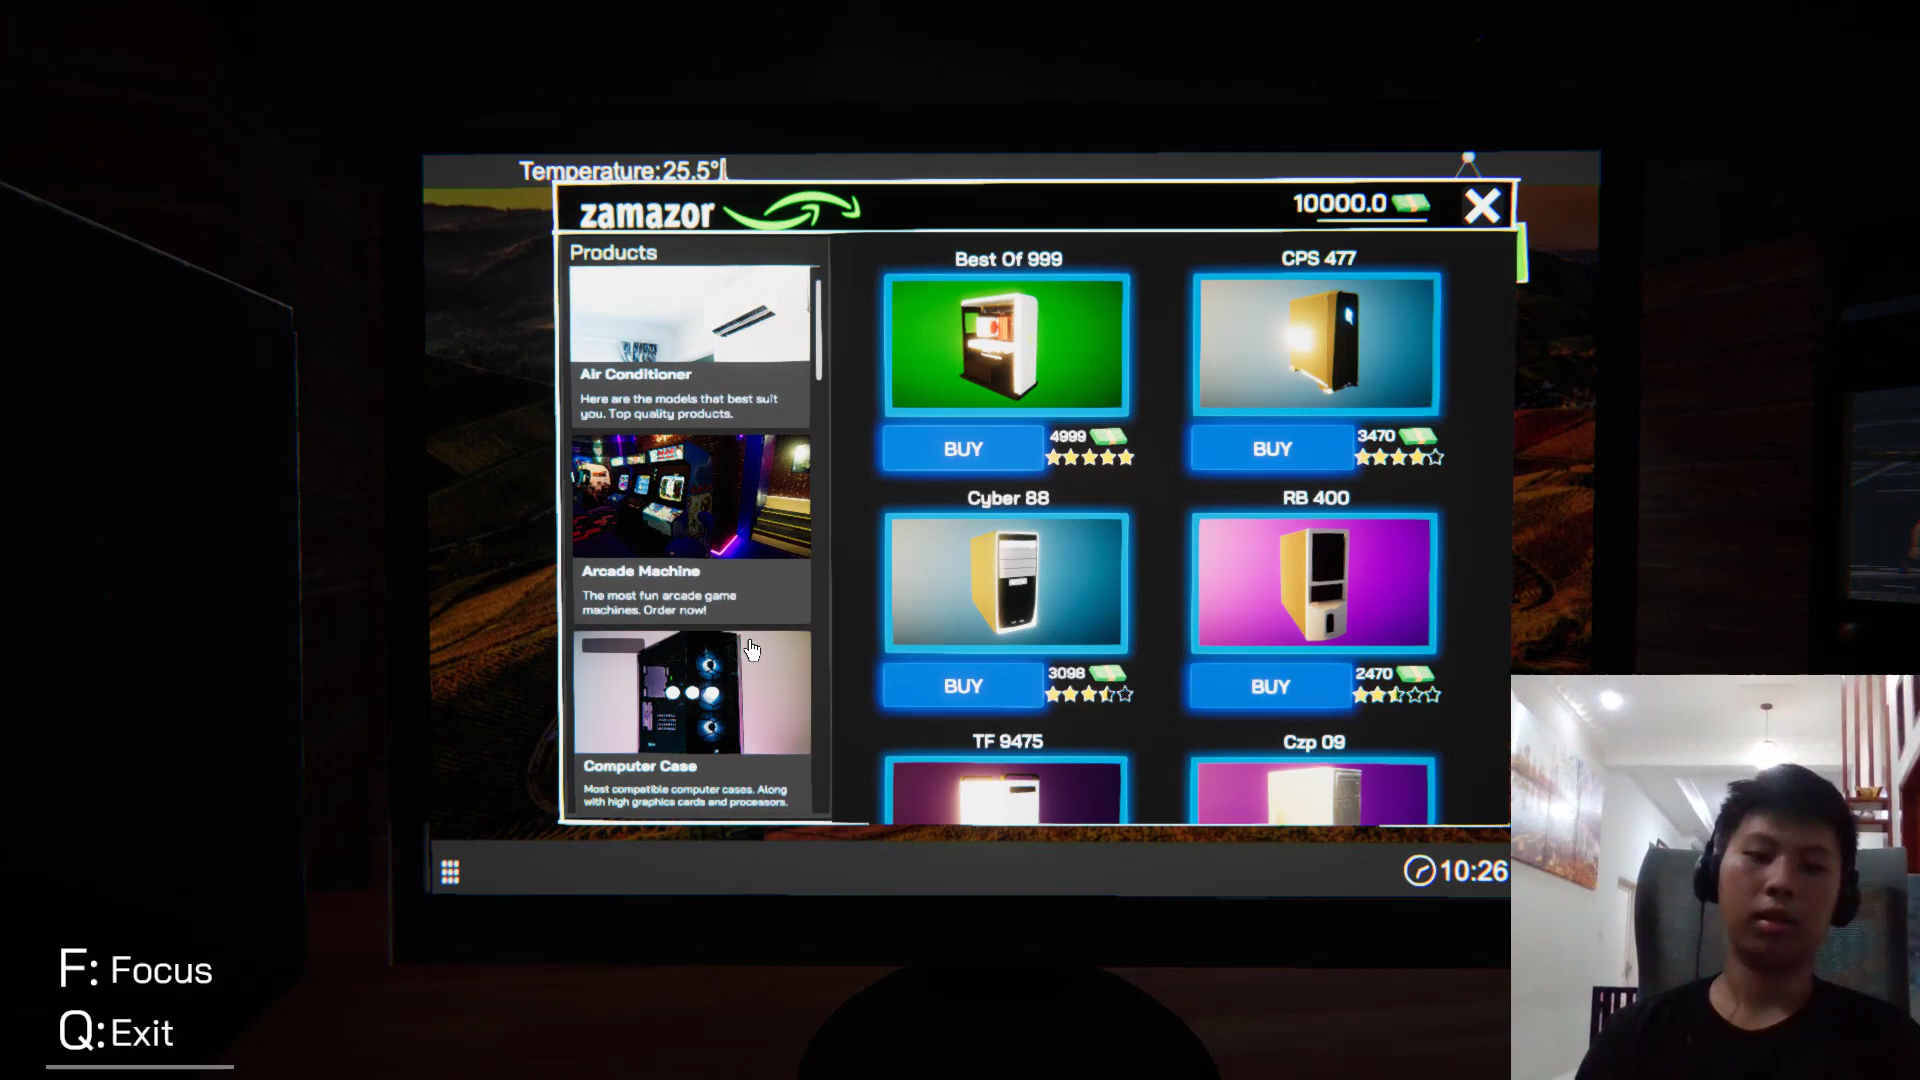 Temperature: 25.5°
zamazor
10000.0
Products
Air Conditioner
Here are the models that best suit
you. Top quality products.
Arcade Machine
The most fun arcade game
machines. Order now!
Computer Case
Most compatible computer cases. Along
with high graphics cards and processors.
Best Of 999
BUY
4999
CPS 477
BUY
3470
Cyber 88
BUY
3098
RB 400
BUY
2470
TF 9475
Czp 09
10:26
F: Focus
Q: Exit